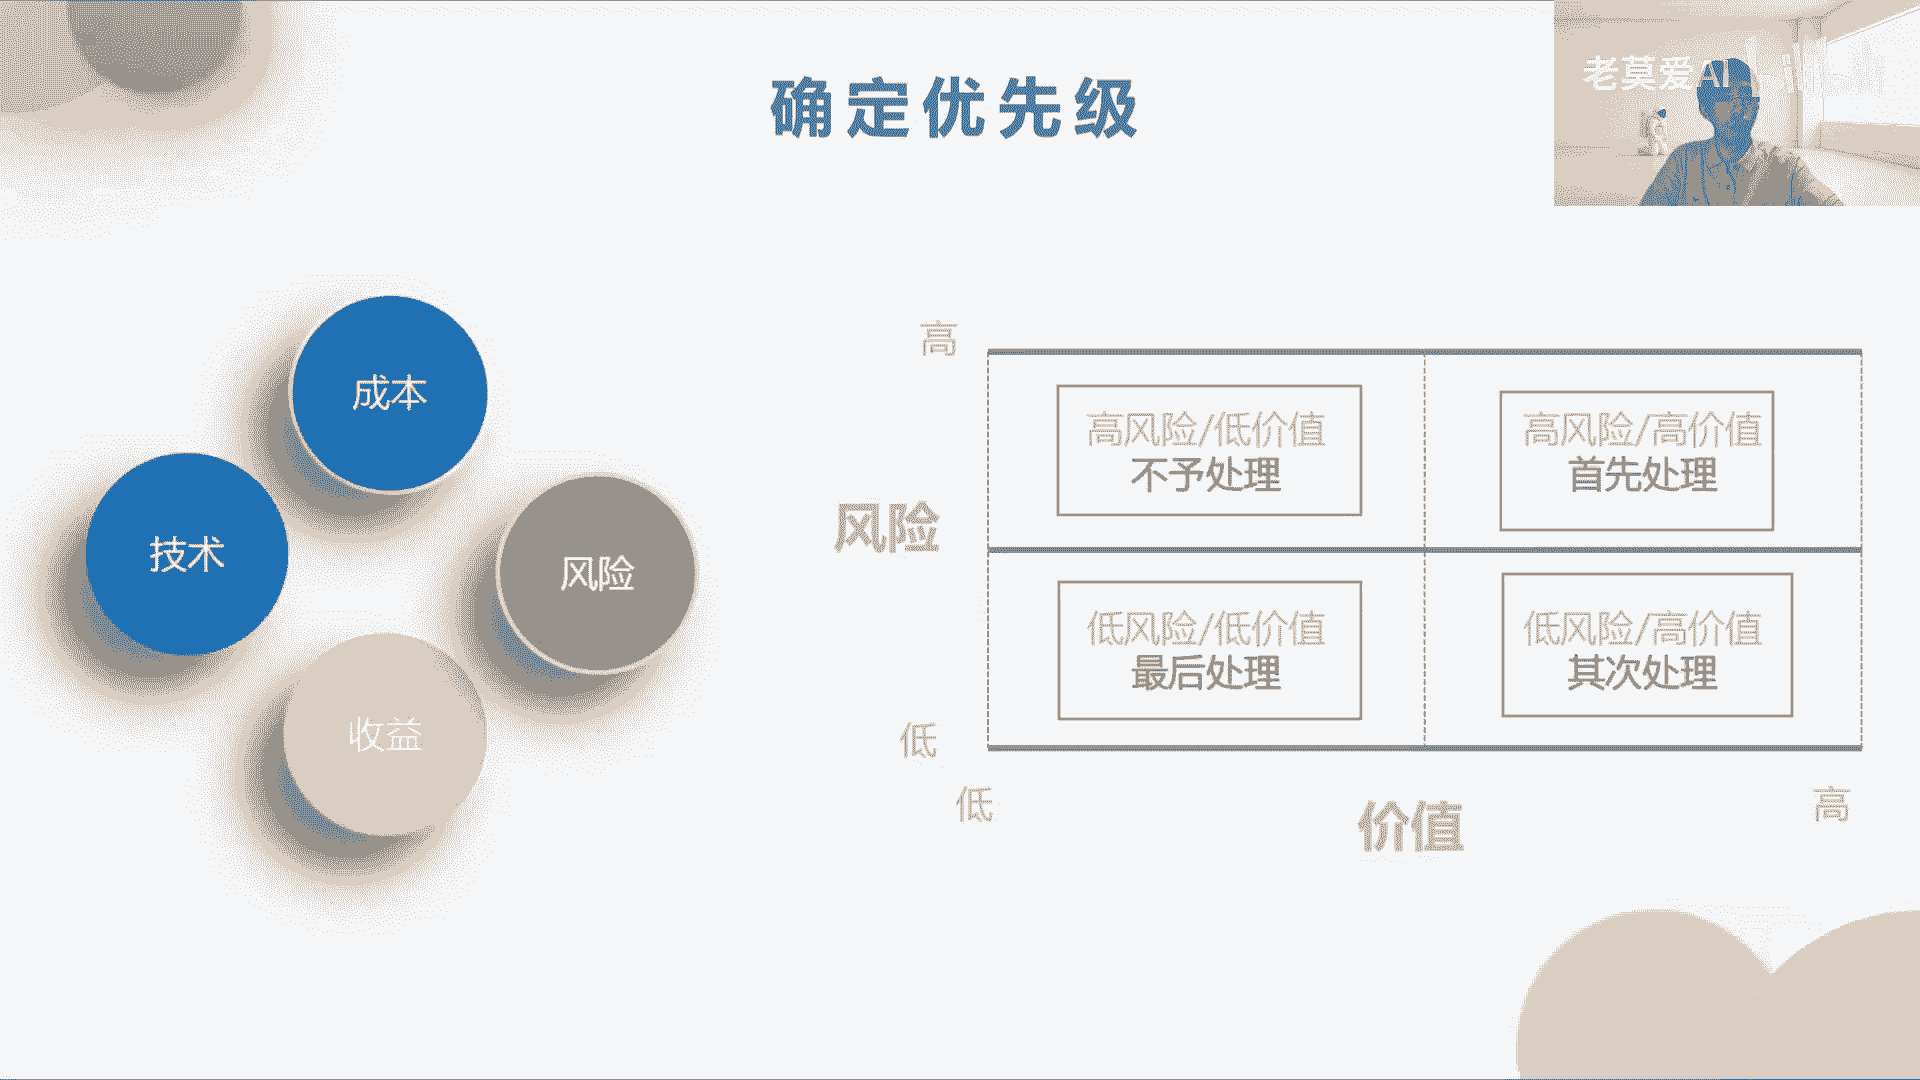 确定优先级
老莫爱AI bilibili
成本
技术
风险
收益
高
风险
低
高风险/低价值
不予处理
高风险/高价值
首先处理
低风险/低价值
最后处理
低风险/高价值
其次处理
低
价值
高